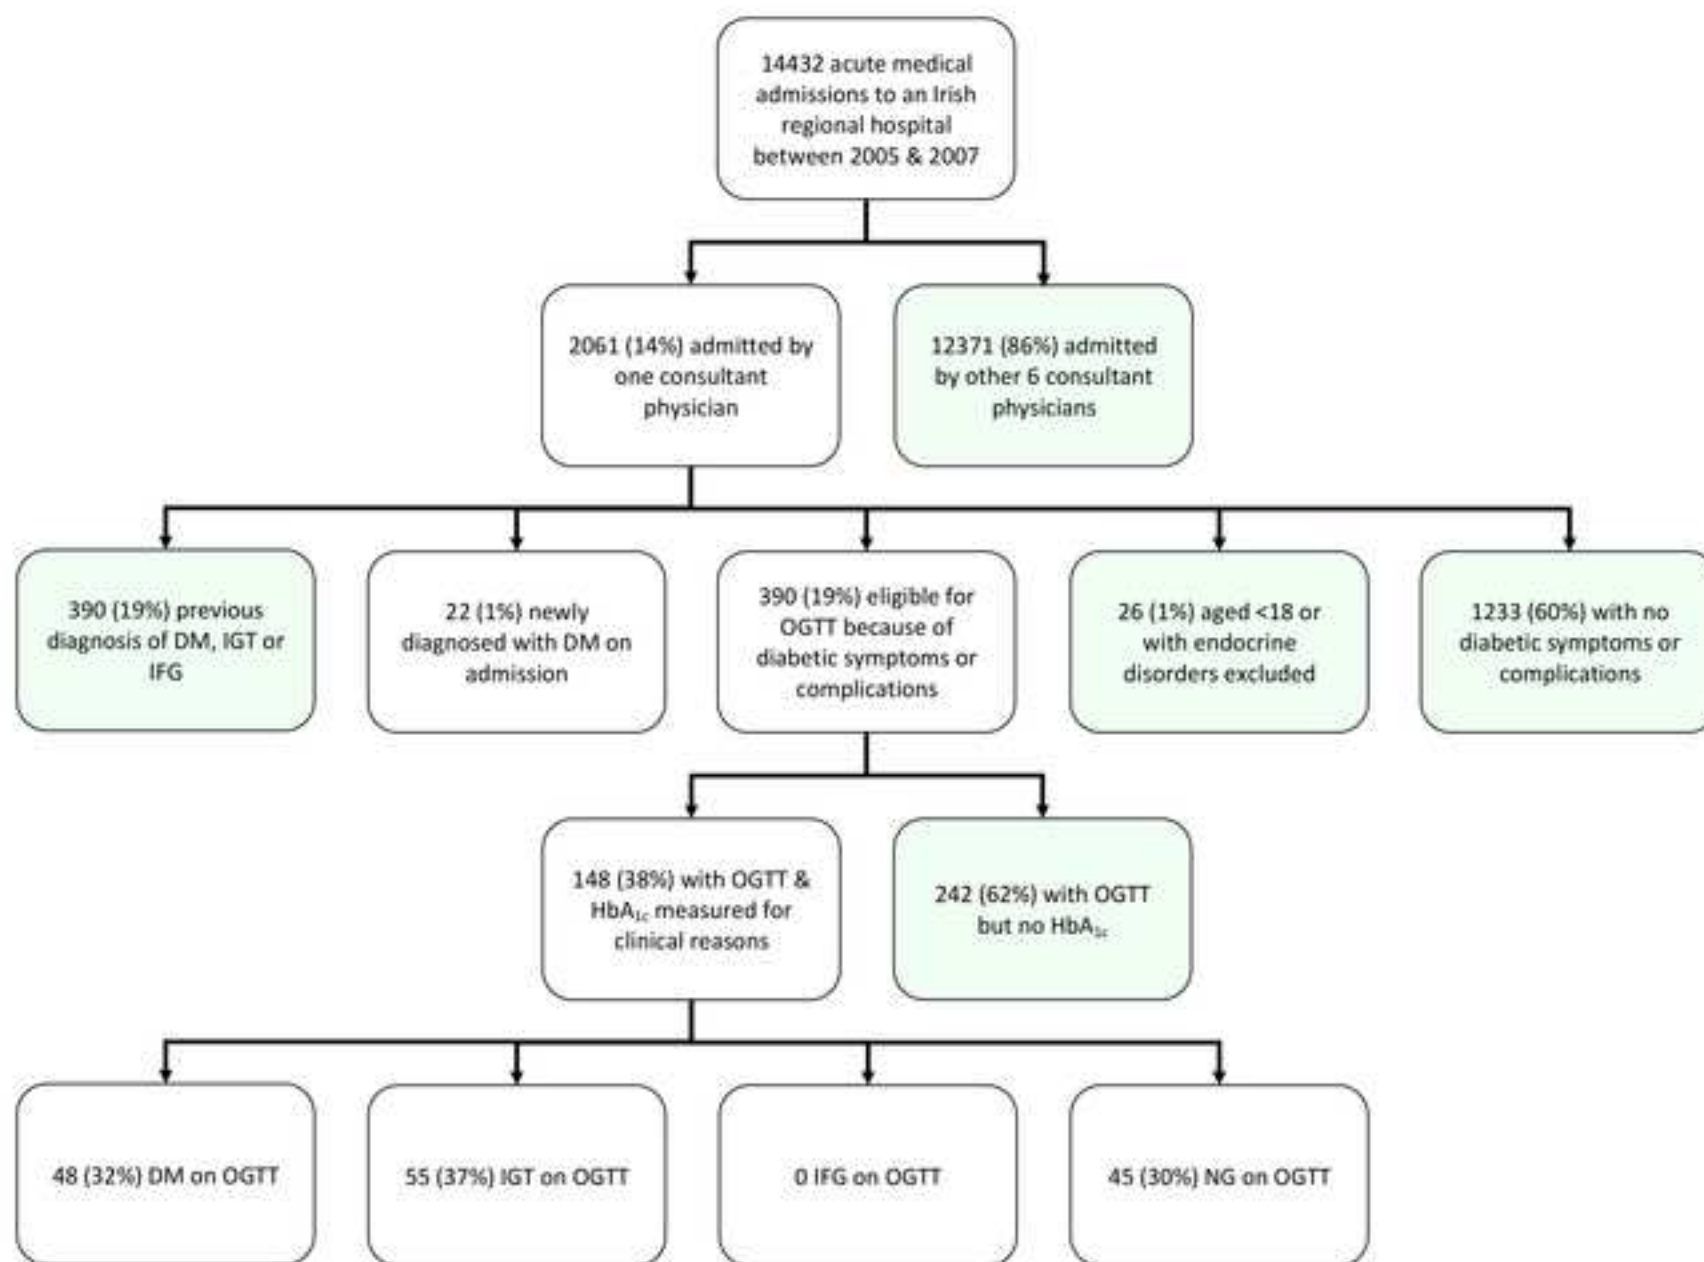 14432 acute medical
admissions to an Irish
regional hospital
between 2005 & 2007
2061 (14%) admitted by
one consultant
physician
12371 (86%) admitted
by other 6 consultant
physicians
390 (19%) previous
diagnosis of DM, IGT or
IFG
22 (1%) newly
diagnosed with DM on
admission
390 (19%) eligible for
OGTT because of
diabetic symptoms or
complications
26 (1%) aged <18 or
with endocrine
disorders excluded
1233 (60%) with no
diabetic symptoms or
complications
148 (38%) with OGTT &
HbA1c measured for
clinical reasons
242 (62%) with OGTT
but no HbA1c
48 (32%) DM on OGTT
55 (37%) IGT on OGTT
0 IFG on OGTT
45 (30%) NG on OGTT